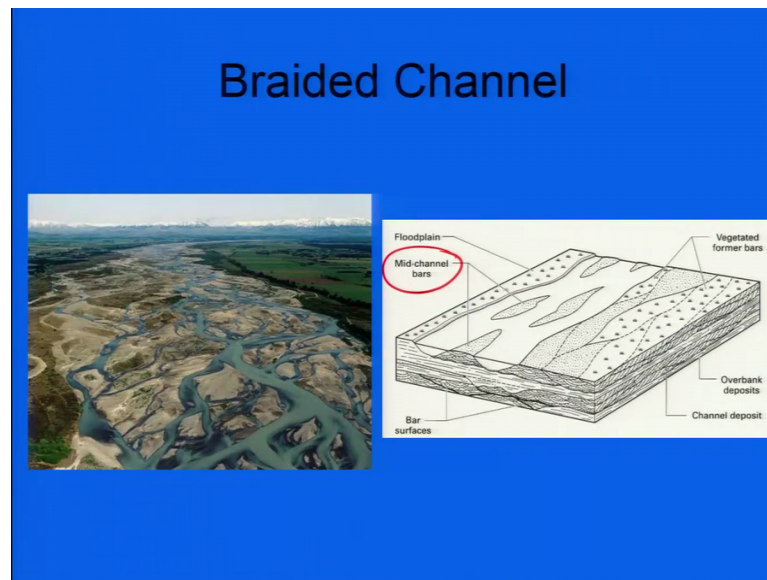 Braided Channel
Floodplain
Mid-channel
bars
Vegetated
former bars
Overbank
deposits
Channel deposit
Bar
surfaces